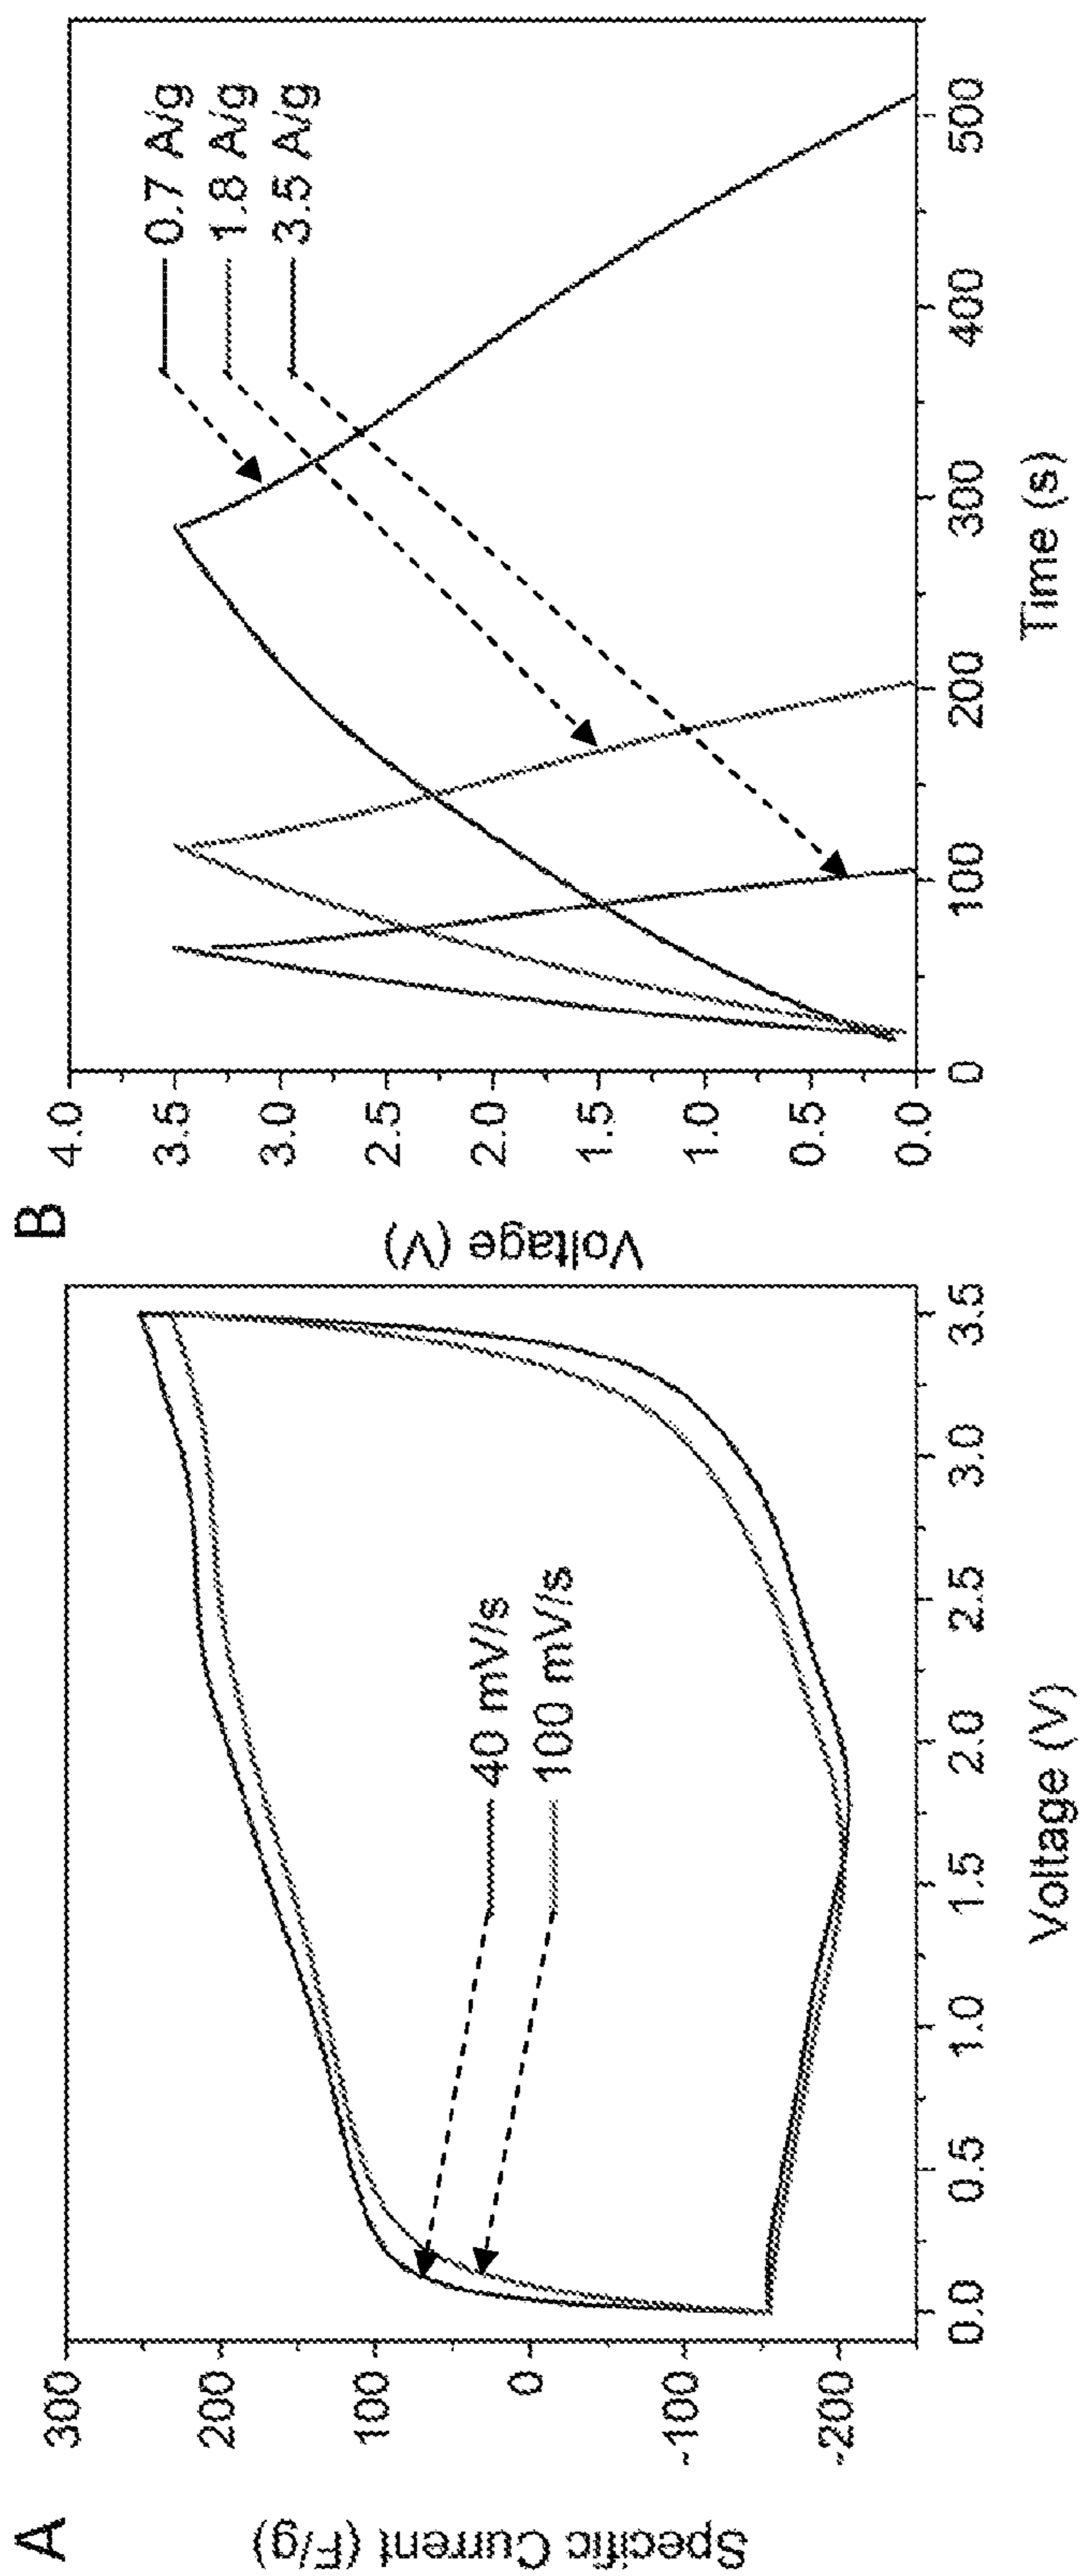 A
Specific Current (F/g)
300
200
100
0
-100
-200
40 mV/s
100 mV/s
0.0 0.5 1.0 1.5 2.0 2.5 3.0 3.5
Voltage (V)
B
Voltage (V)
4.0
3.5
3.0
2.5
2.0
1.5
1.0
0.5
0.0
0.7 A/g
1.8 A/g
3.5 A/g
0 100 200 300 400 500
Time (s)